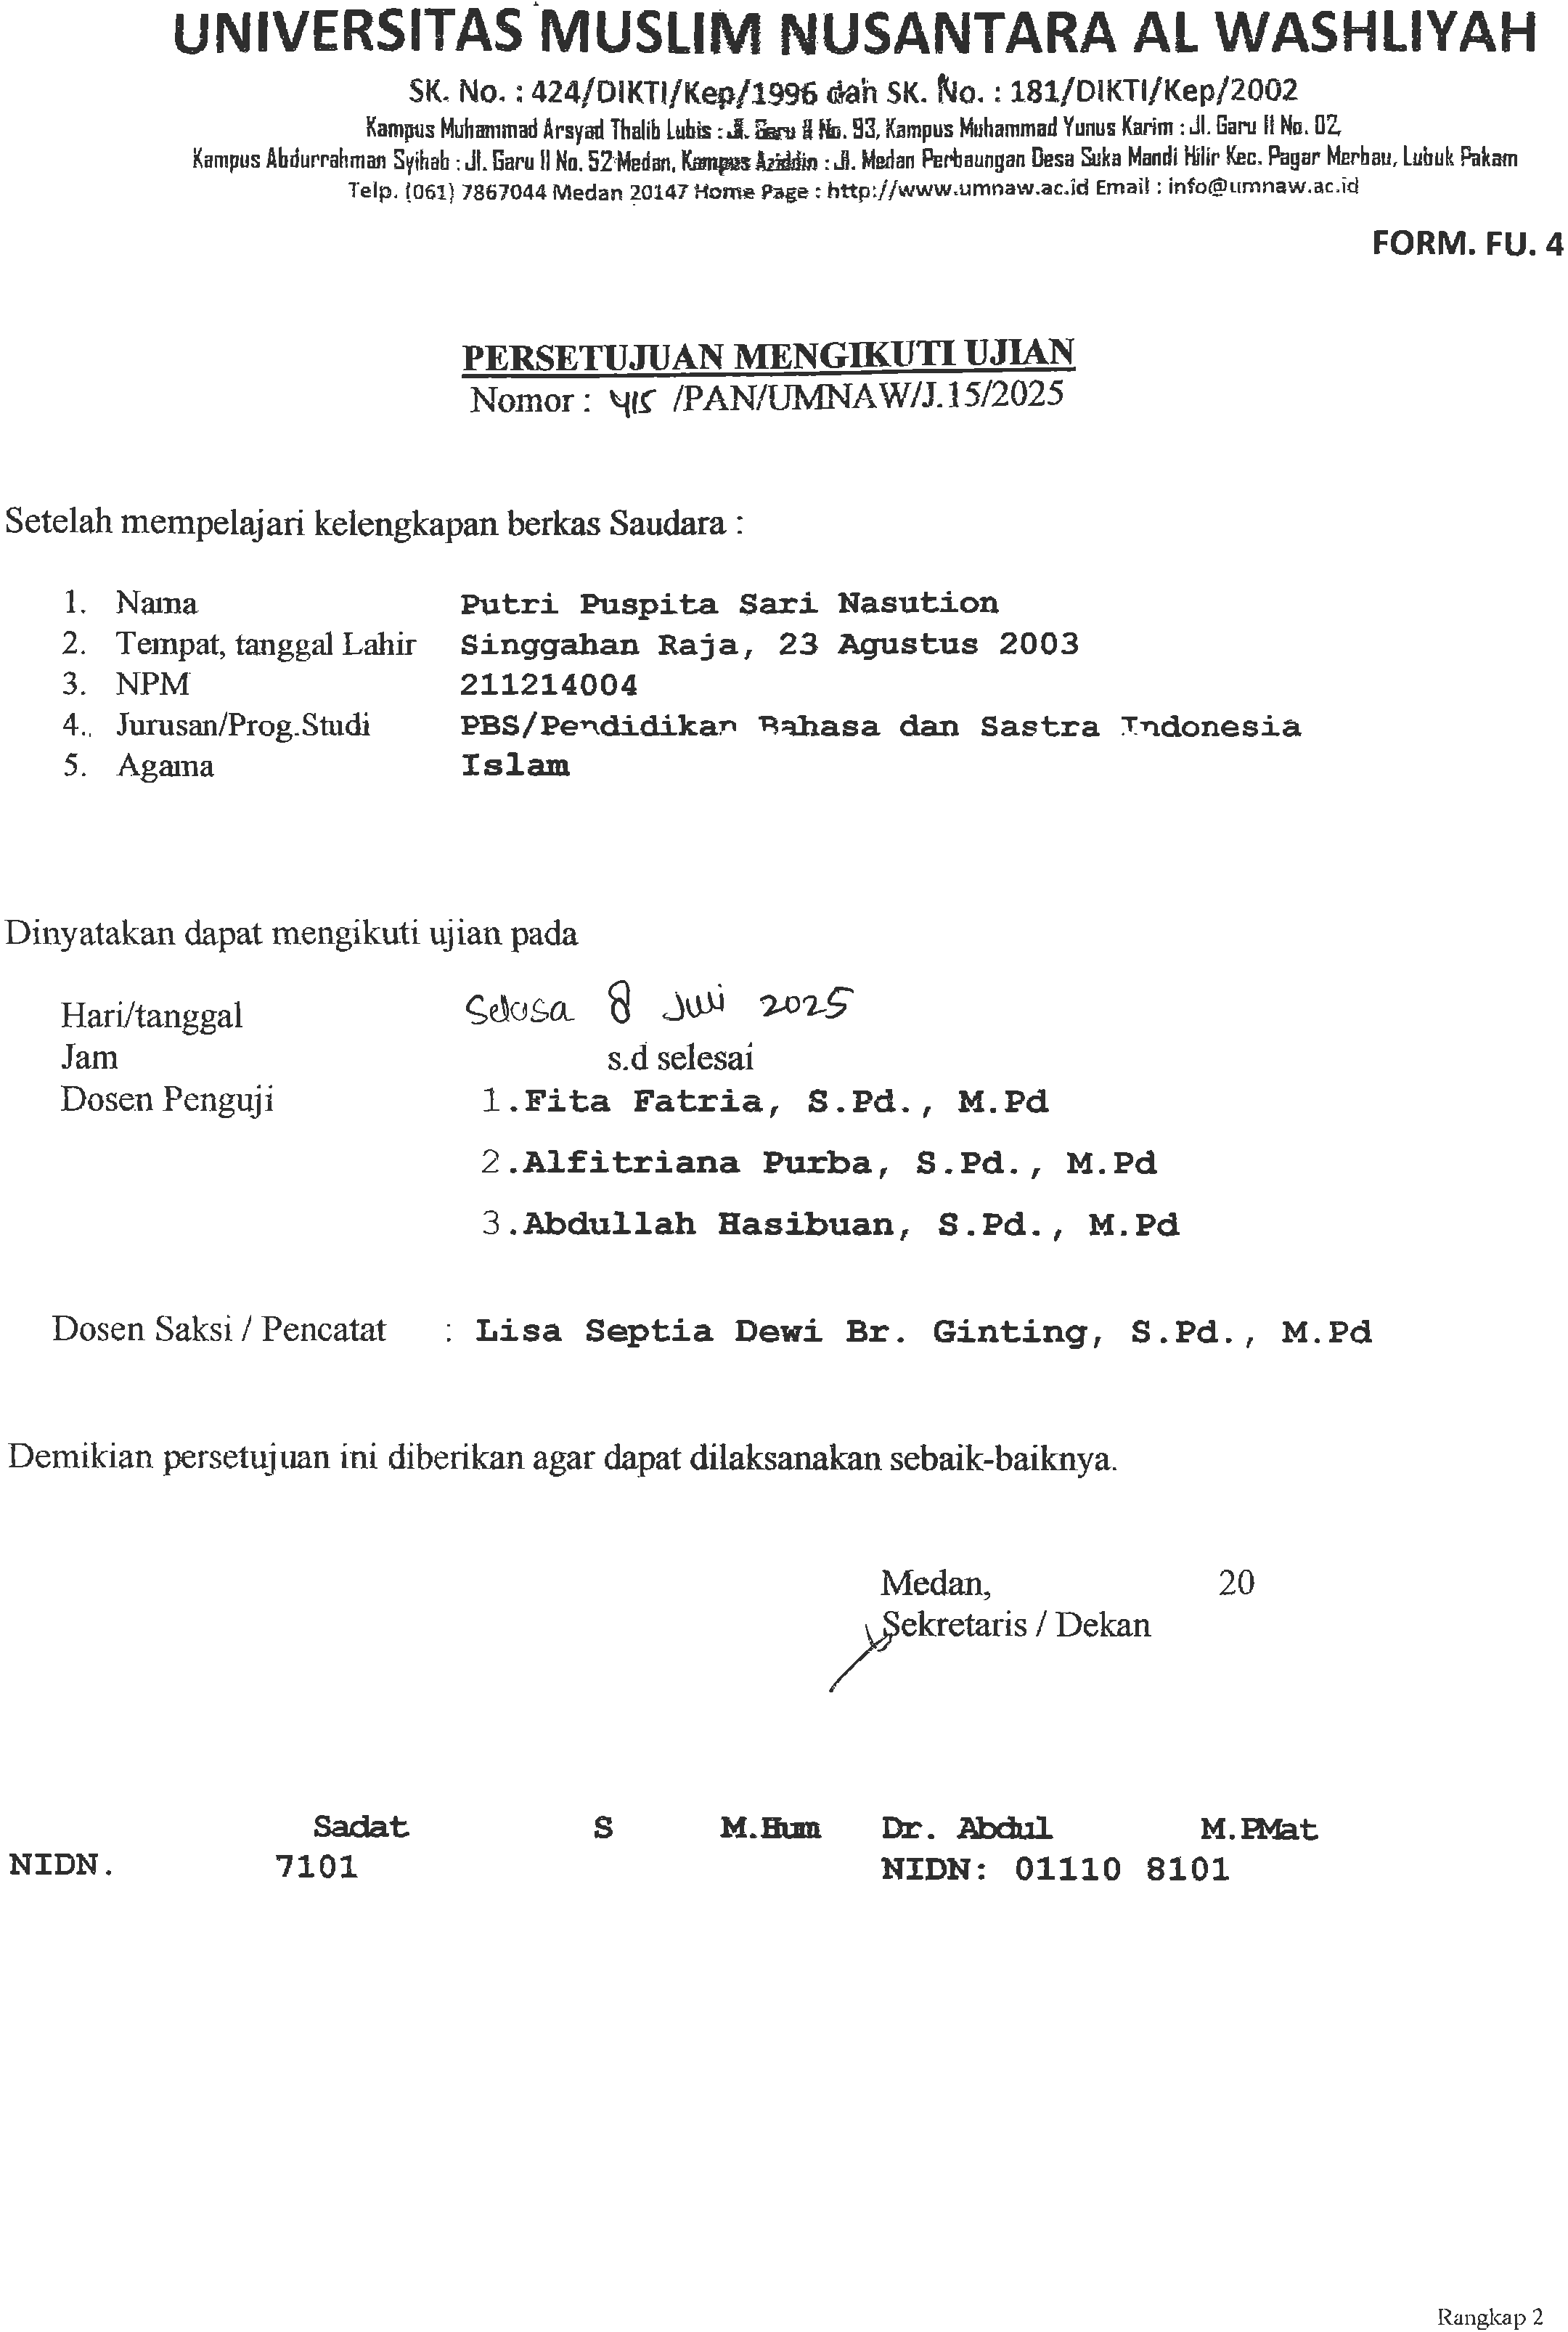 UNIVERSITAS MUSLIM NUSANTARA AL WASHLIYAH
SK. No. : 424/DIKTI/Kep/1996 dan SK. No. : 181/DIKTI/Kep/2002
Kampus Muhammad Arsyad Thalib Lubis : Jl. Garu II No. 93, Kampus Muhammad Yunus Karim : Jl. Garu II No. 02,
Kampus Abdurrahman Syihab : Jl. Garu II No. 52 Medan, Kampus Aziddin : Jl. Medan Perbaungan Desa Suka Mandi Hilir Kec. Pagar Merbau, Lubuk Pakam
Telp. (061) 7867044 Medan 20147 Home Page : http://www.umnaw.ac.id Email : info@umnaw.ac.id
FORM. FU. 4
PERSETUJUAN MENGIKUTI UJIAN
Nomor : 415 /PAN/UMNAW/J.15/2025
Setelah mempelajari kelengkapan berkas Saudara :
1. Nama Putri Puspita Sari Nasution
2. Tempat, tanggal Lahir Singgahan Raja, 23 Agustus 2003
3. NPM 211214004
4.. Jurusan/Prog.Studi PBS/Pendidikan Bahasa dan Sastra Indonesia
5. Agama Islam
Dinyatakan dapat mengikuti ujian pada
Hari/tanggal Selasa 8 Juli 2025
Jam s.d selesai
Dosen Penguji 1.Fita Fatria, S.Pd., M.Pd
2.Alfitriana Purba, S.Pd., M.Pd
3.Abdullah Hasibuan, S.Pd., M.Pd
Dosen Saksi / Pencatat : Lisa Septia Dewi Br. Ginting, S.Pd., M.Pd
Demikian persetujuan ini diberikan agar dapat dilaksanakan sebaik-baiknya.
Medan, 20
Sekretaris / Dekan
Sadat S M.Hum Dr. Abdul M.PMat
NIDN. 7101 NIDN: 01110 8101
Rangkap 2